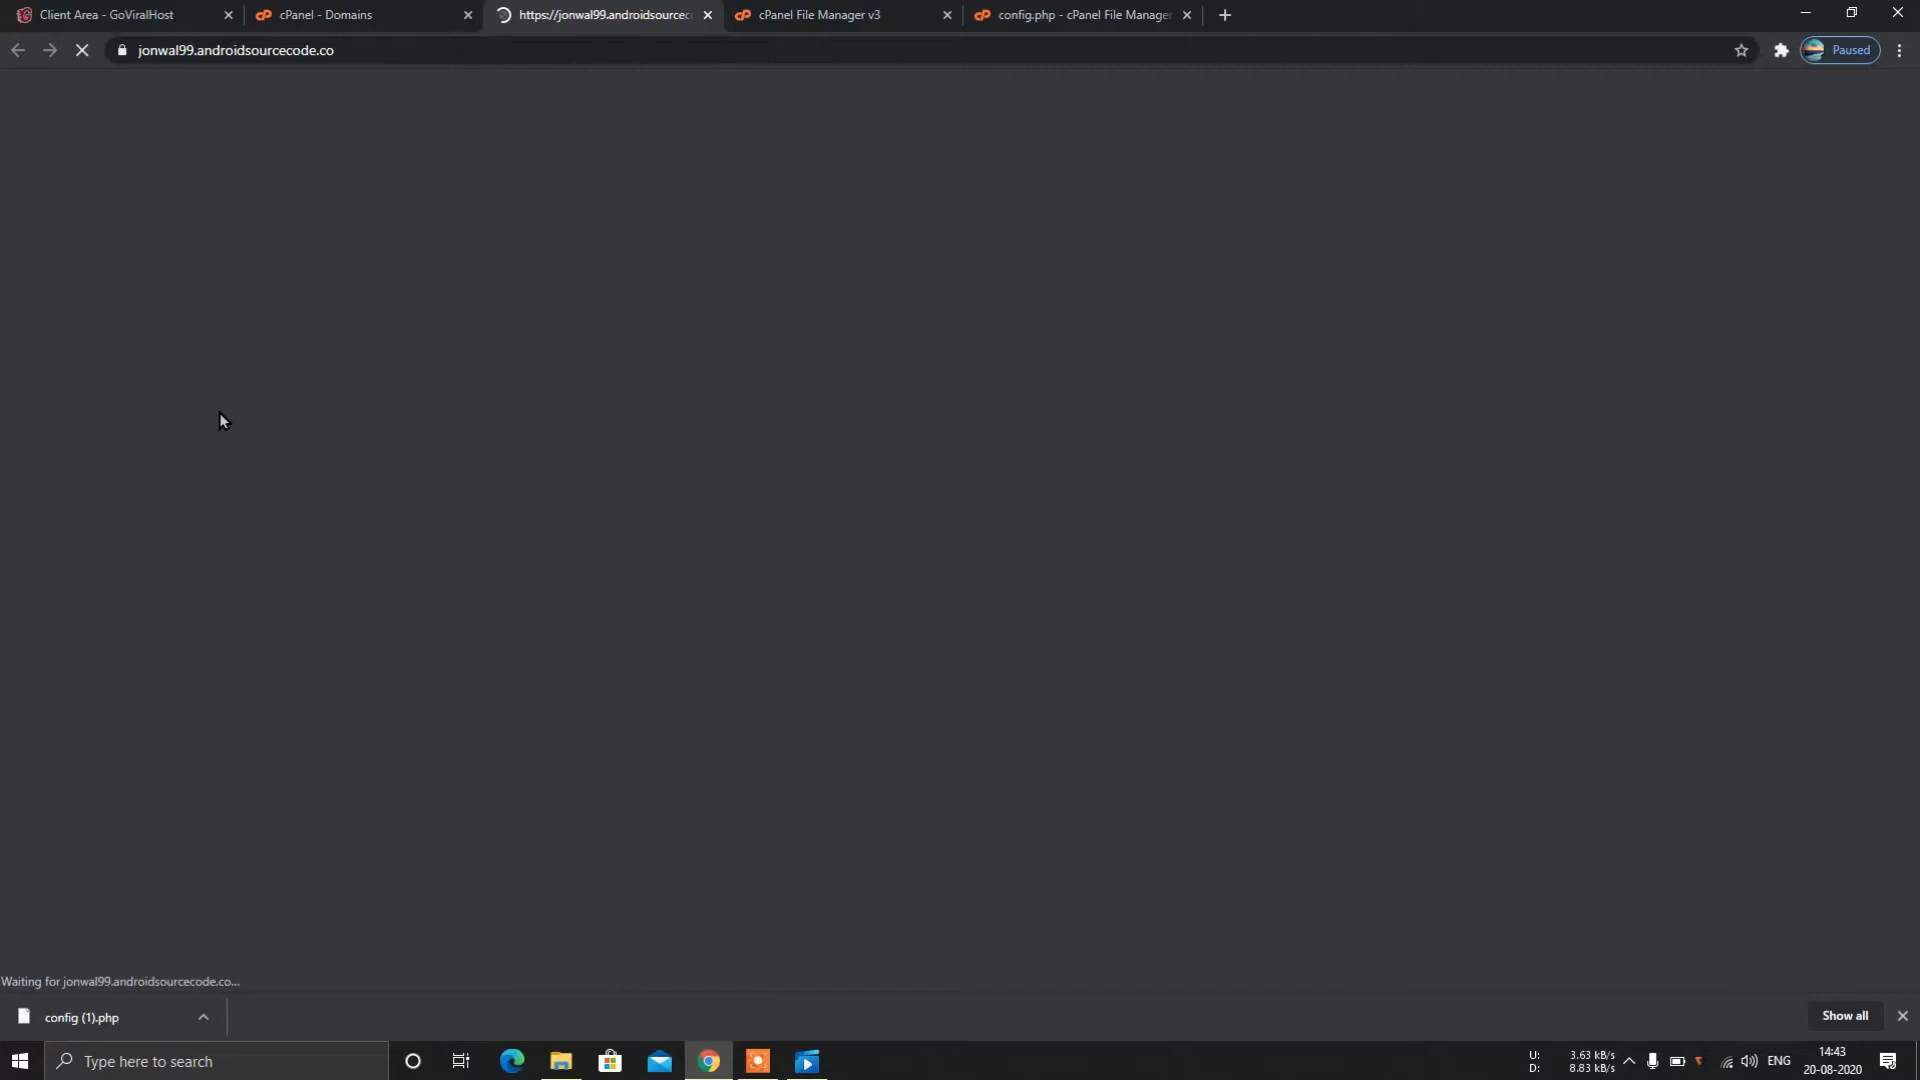 Client Area - GoViralHost
cPanel - Domains
https://jonwal99.androidsourcec
cPanel File Manager v3
config.php - cPanel File Manager
jonwal99.androidsourcecode.co
Paused
Waiting for jonwal99.androidsourcecode.co...
config (1).php
Show all
Type here to search
U: 3.63 kB/s
D: 8.83 kB/s
ENG
14:43
20-08-2020